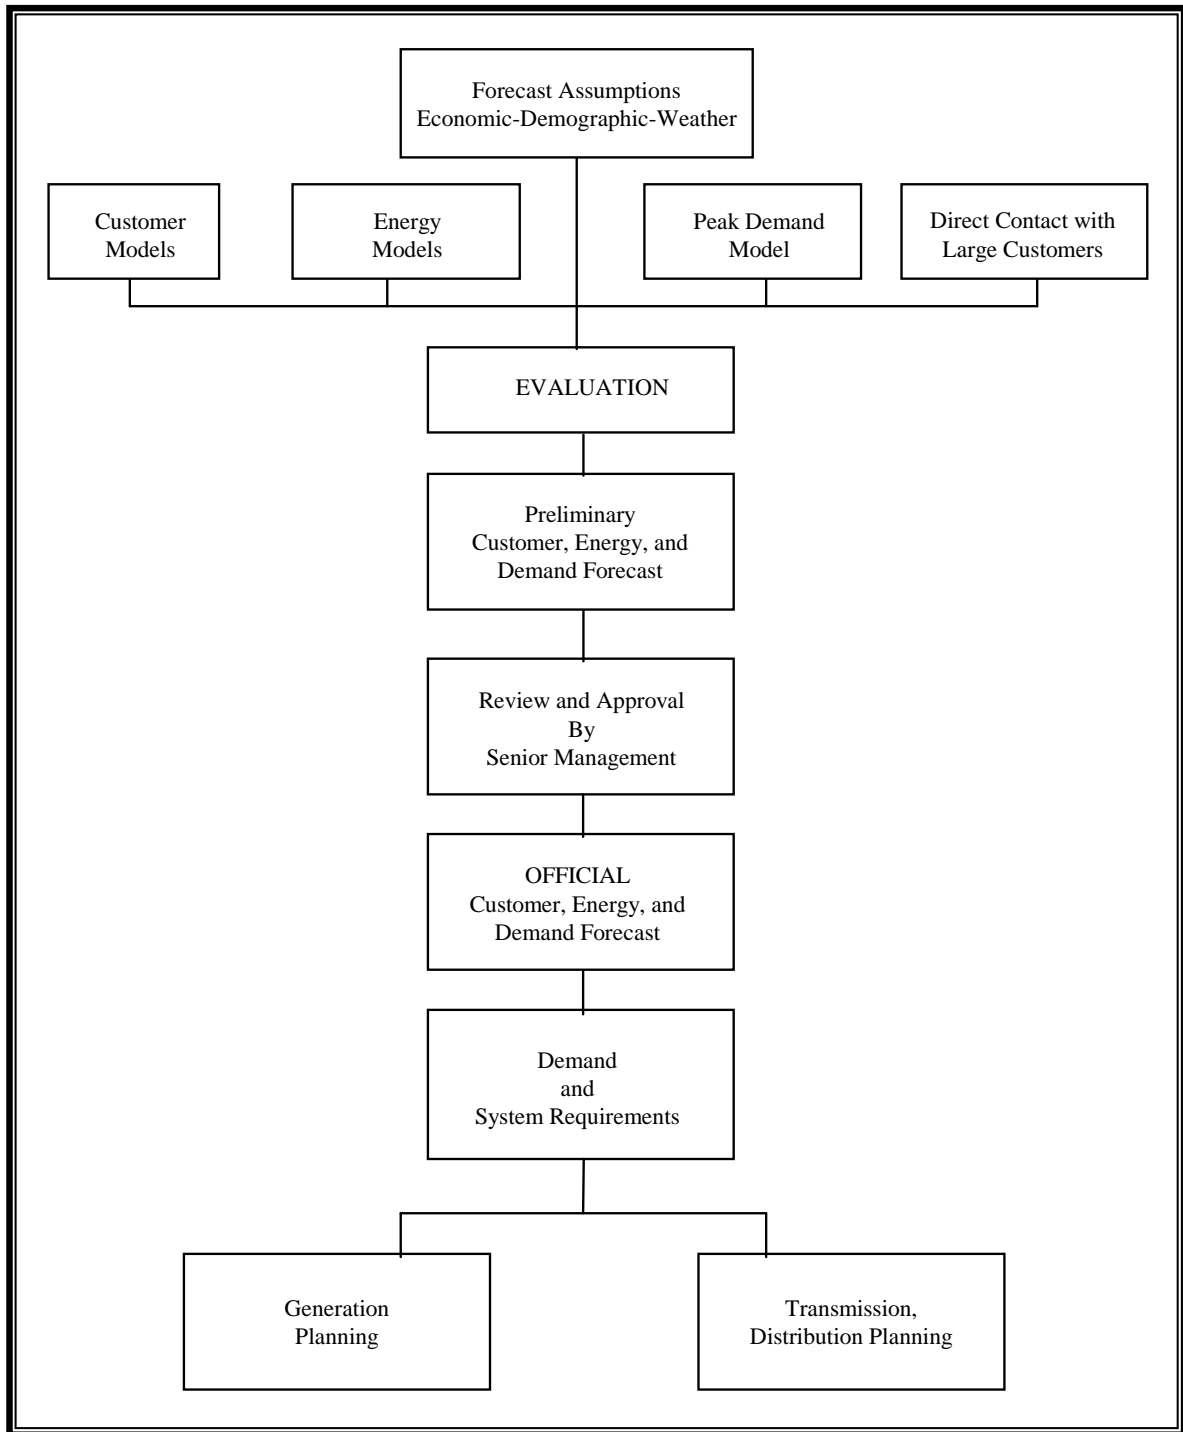 Forecast Assumptions
Economic-Demographic-Weather
Customer
Models
Energy
Models
Peak Demand
Model
Direct Contact with
Large Customers
EVALUATION
Preliminary
Customer, Energy, and
Demand Forecast
Review and Approval
By
Senior Management
OFFICIAL
Customer, Energy, and
Demand Forecast
Demand
and
System Requirements
Generation
Planning
Transmission,
Distribution Planning